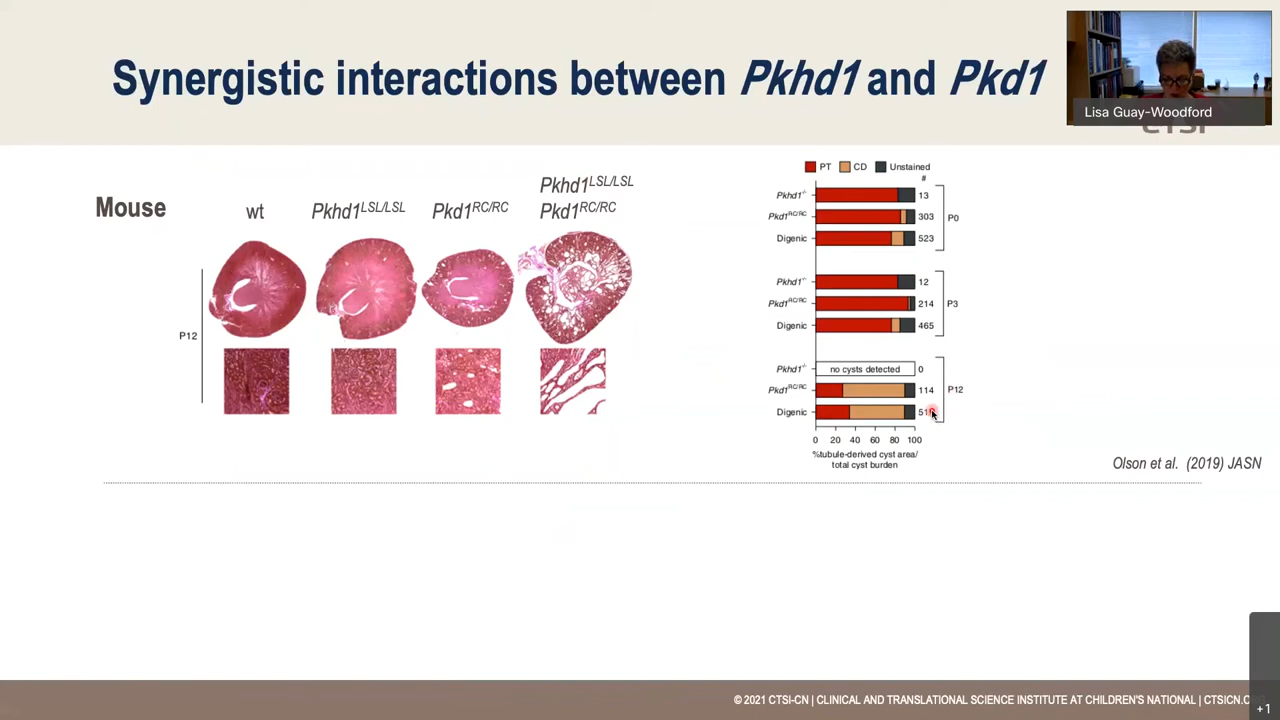 Synergistic interactions between Pkhd1 and Pkd1
Lisa Guay-Woodford
CTSI
Mouse
wt
Pkhd1LSL/LSL
Pkd1RC/RC
Pkhd1LSL/LSL
Pkd1RC/RC
P12
PT CD Unstained
#
Pkhd1-/- 13
Pkd1RC/RC 303
Digenic 523
P0
Pkhd1-/- 12
Pkd1RC/RC 214
Digenic 465
P3
Pkhd1-/- no cysts detected 0
Pkd1RC/RC 114
Digenic
P12
0 20 40 60 80 100
%tubule-derived cyst area/
total cyst burden
Olson et al. (2019) JASN
© 2021 CTSI-CN | CLINICAL AND TRANSLATIONAL SCIENCE INSTITUTE AT CHILDREN'S NATIONAL | CTSICN.
+1